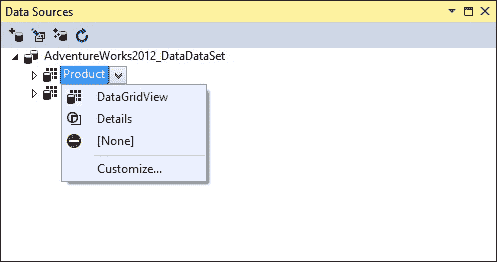 Data Sources
AdventureWorks2012_DataDataSet
Product
DataGridView
Details
[None]
Customize...